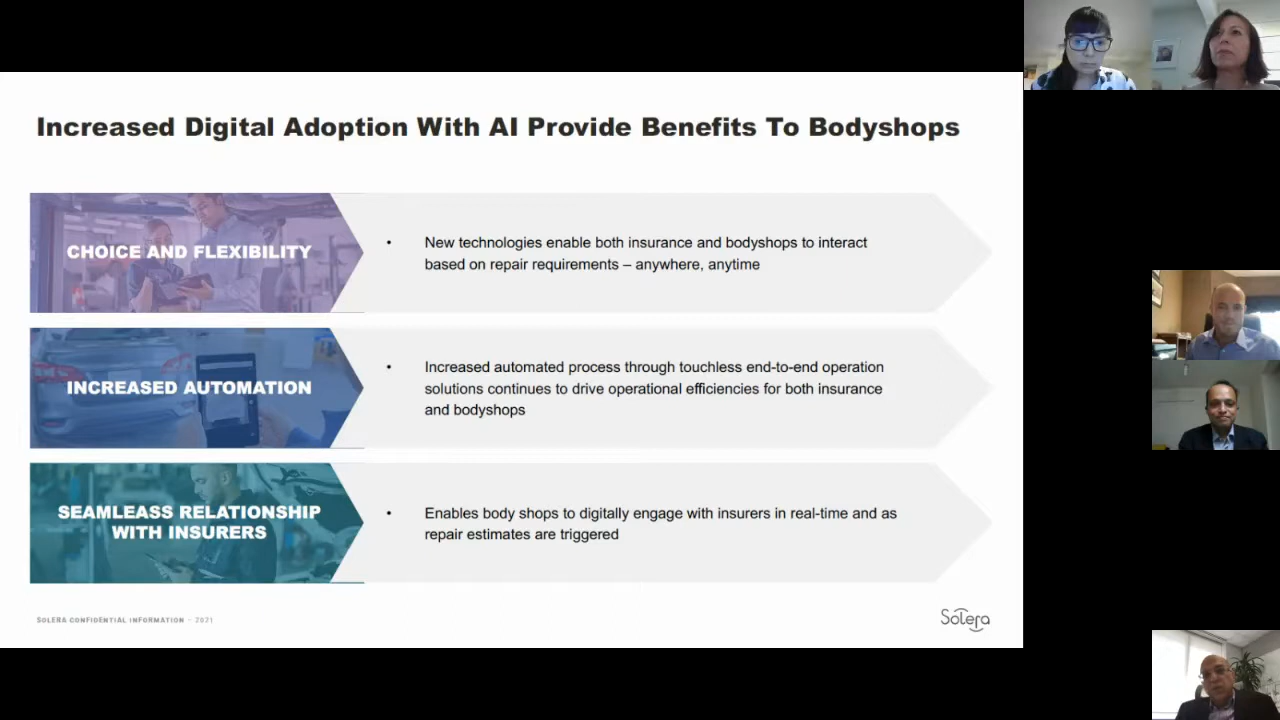 Increased Digital Adoption With AI Provide Benefits To Bodyshops
CHOICE AND FLEXIBILITY
• New technologies enable both insurance and bodyshops to interact
based on repair requirements – anywhere, anytime
INCREASED AUTOMATION
• Increased automated process through touchless end-to-end operation
solutions continues to drive operational efficiencies for both insurance
and bodyshops
SEAMLEASS RELATIONSHIP
WITH INSURERS
• Enables body shops to digitally engage with insurers in real-time and as
repair estimates are triggered
SOLERA CONFIDENTIAL INFORMATION – 2021
Solera